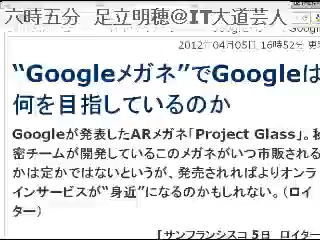 六時五分 足立明穂@IT大道芸人
2012年04月05日 16時52分 更新
“Googleメガネ”でGoogleは
何を目指しているのか
Googleが発表したARメガネ「Project Glass」。秘
密チームが開発しているこのメガネがいつ市販される
かは定かではないというが、発売されればよりオンラ
インサービスが“身近”になるのかもしれない。（ロイ
ター）
［サンフランシスコ 5日 ロイター